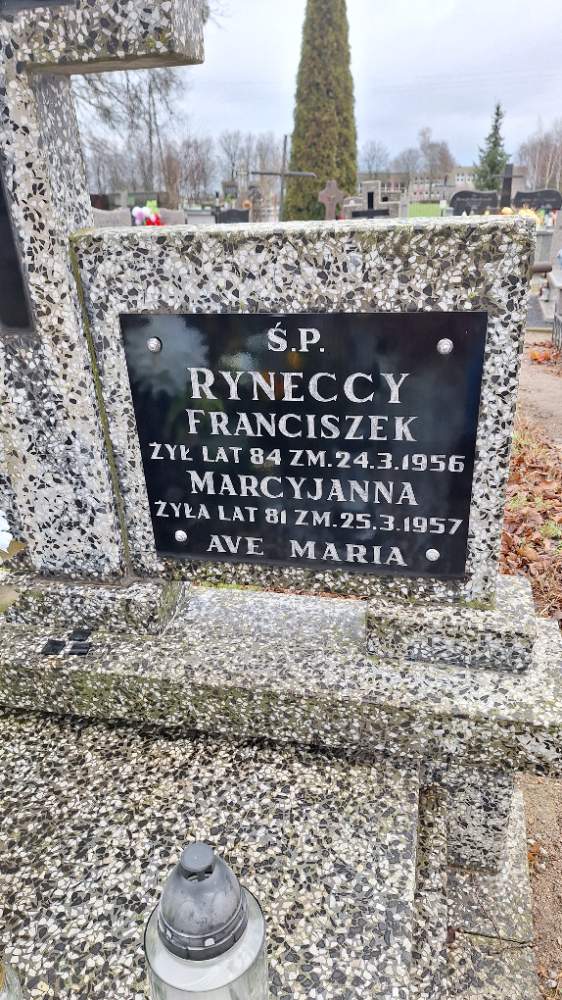 Ś.P.
RYNECCY
FRANCISZEK
ŻYŁ LAT 84 ZM.24.3.1956
MARCYJANNA
ŻYŁA LAT 81 ZM.25.3.1957
AVE MARIA